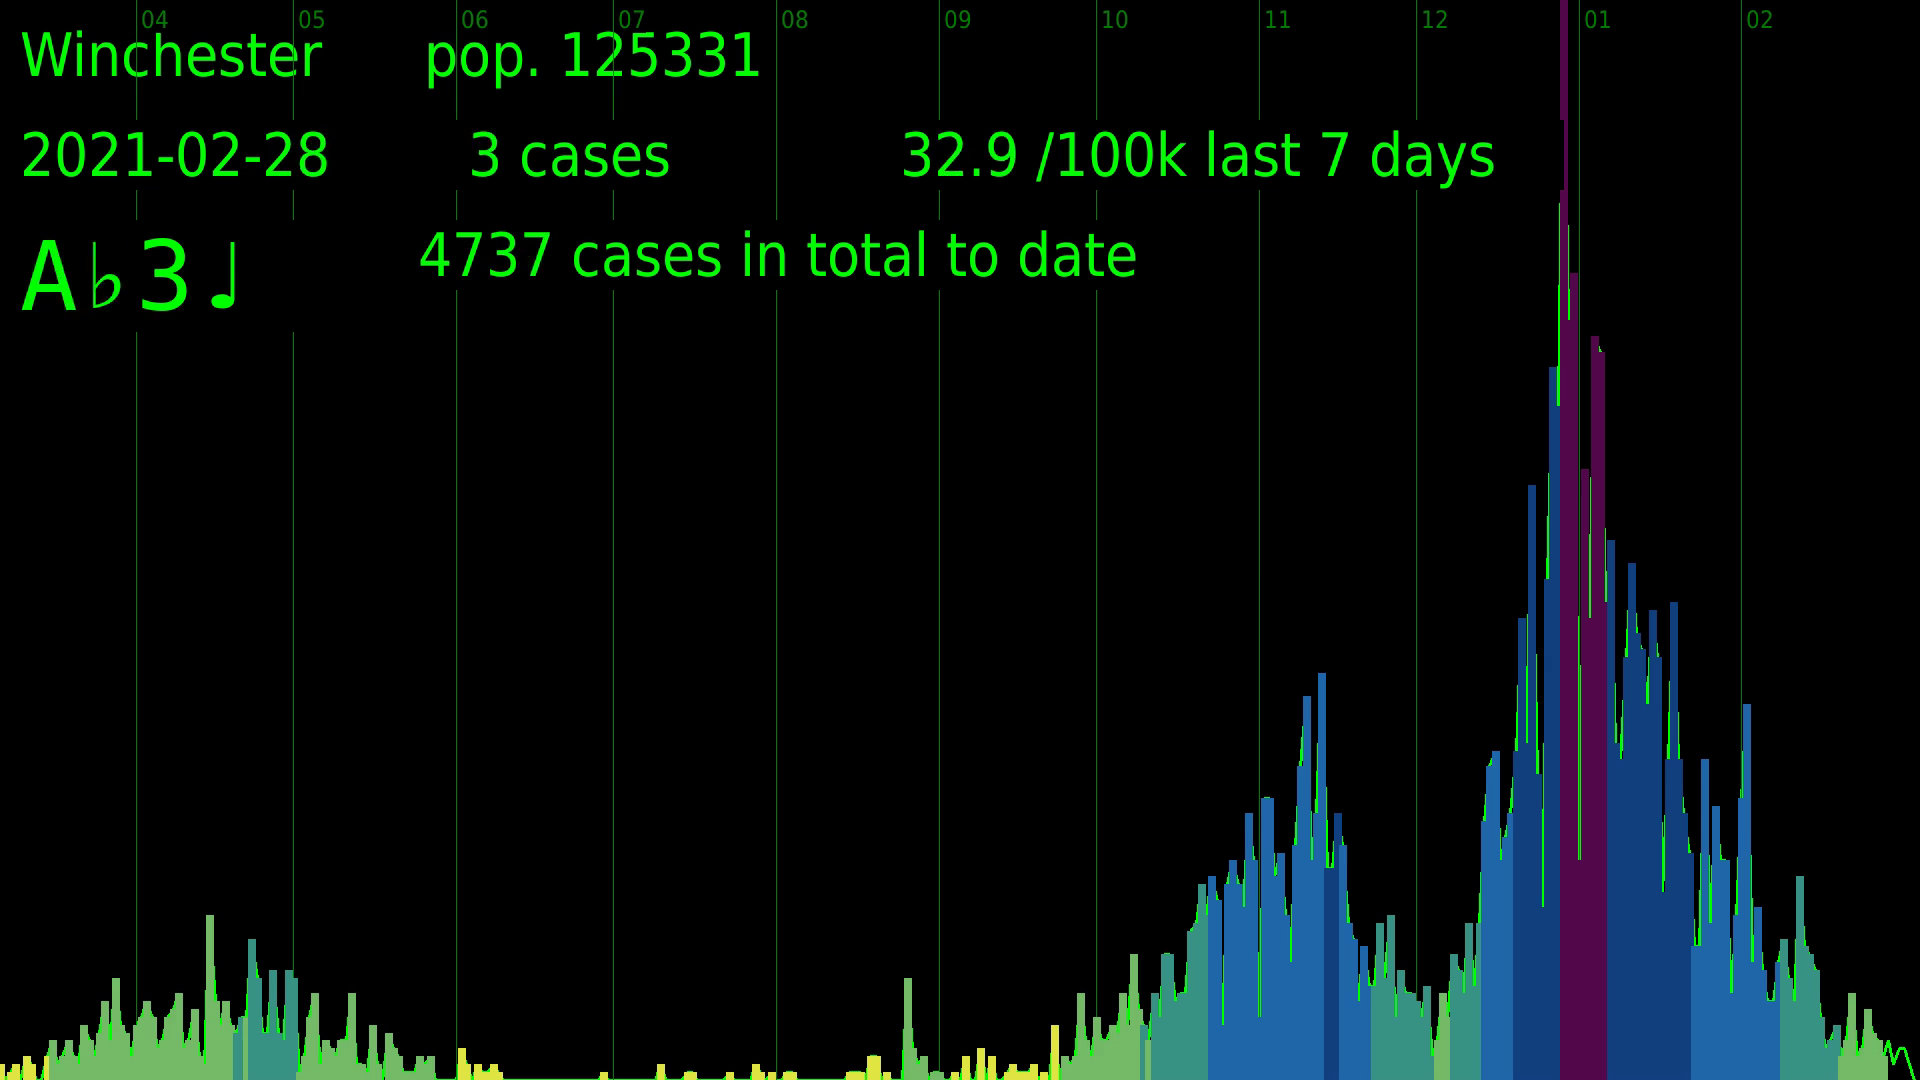 04 05 06 07 08 09 10 11 12 01 02
Winchester pop. 125331
2021-02-28 3 cases 32.9 /100k last 7 days
A♭3♩ 4737 cases in total to date